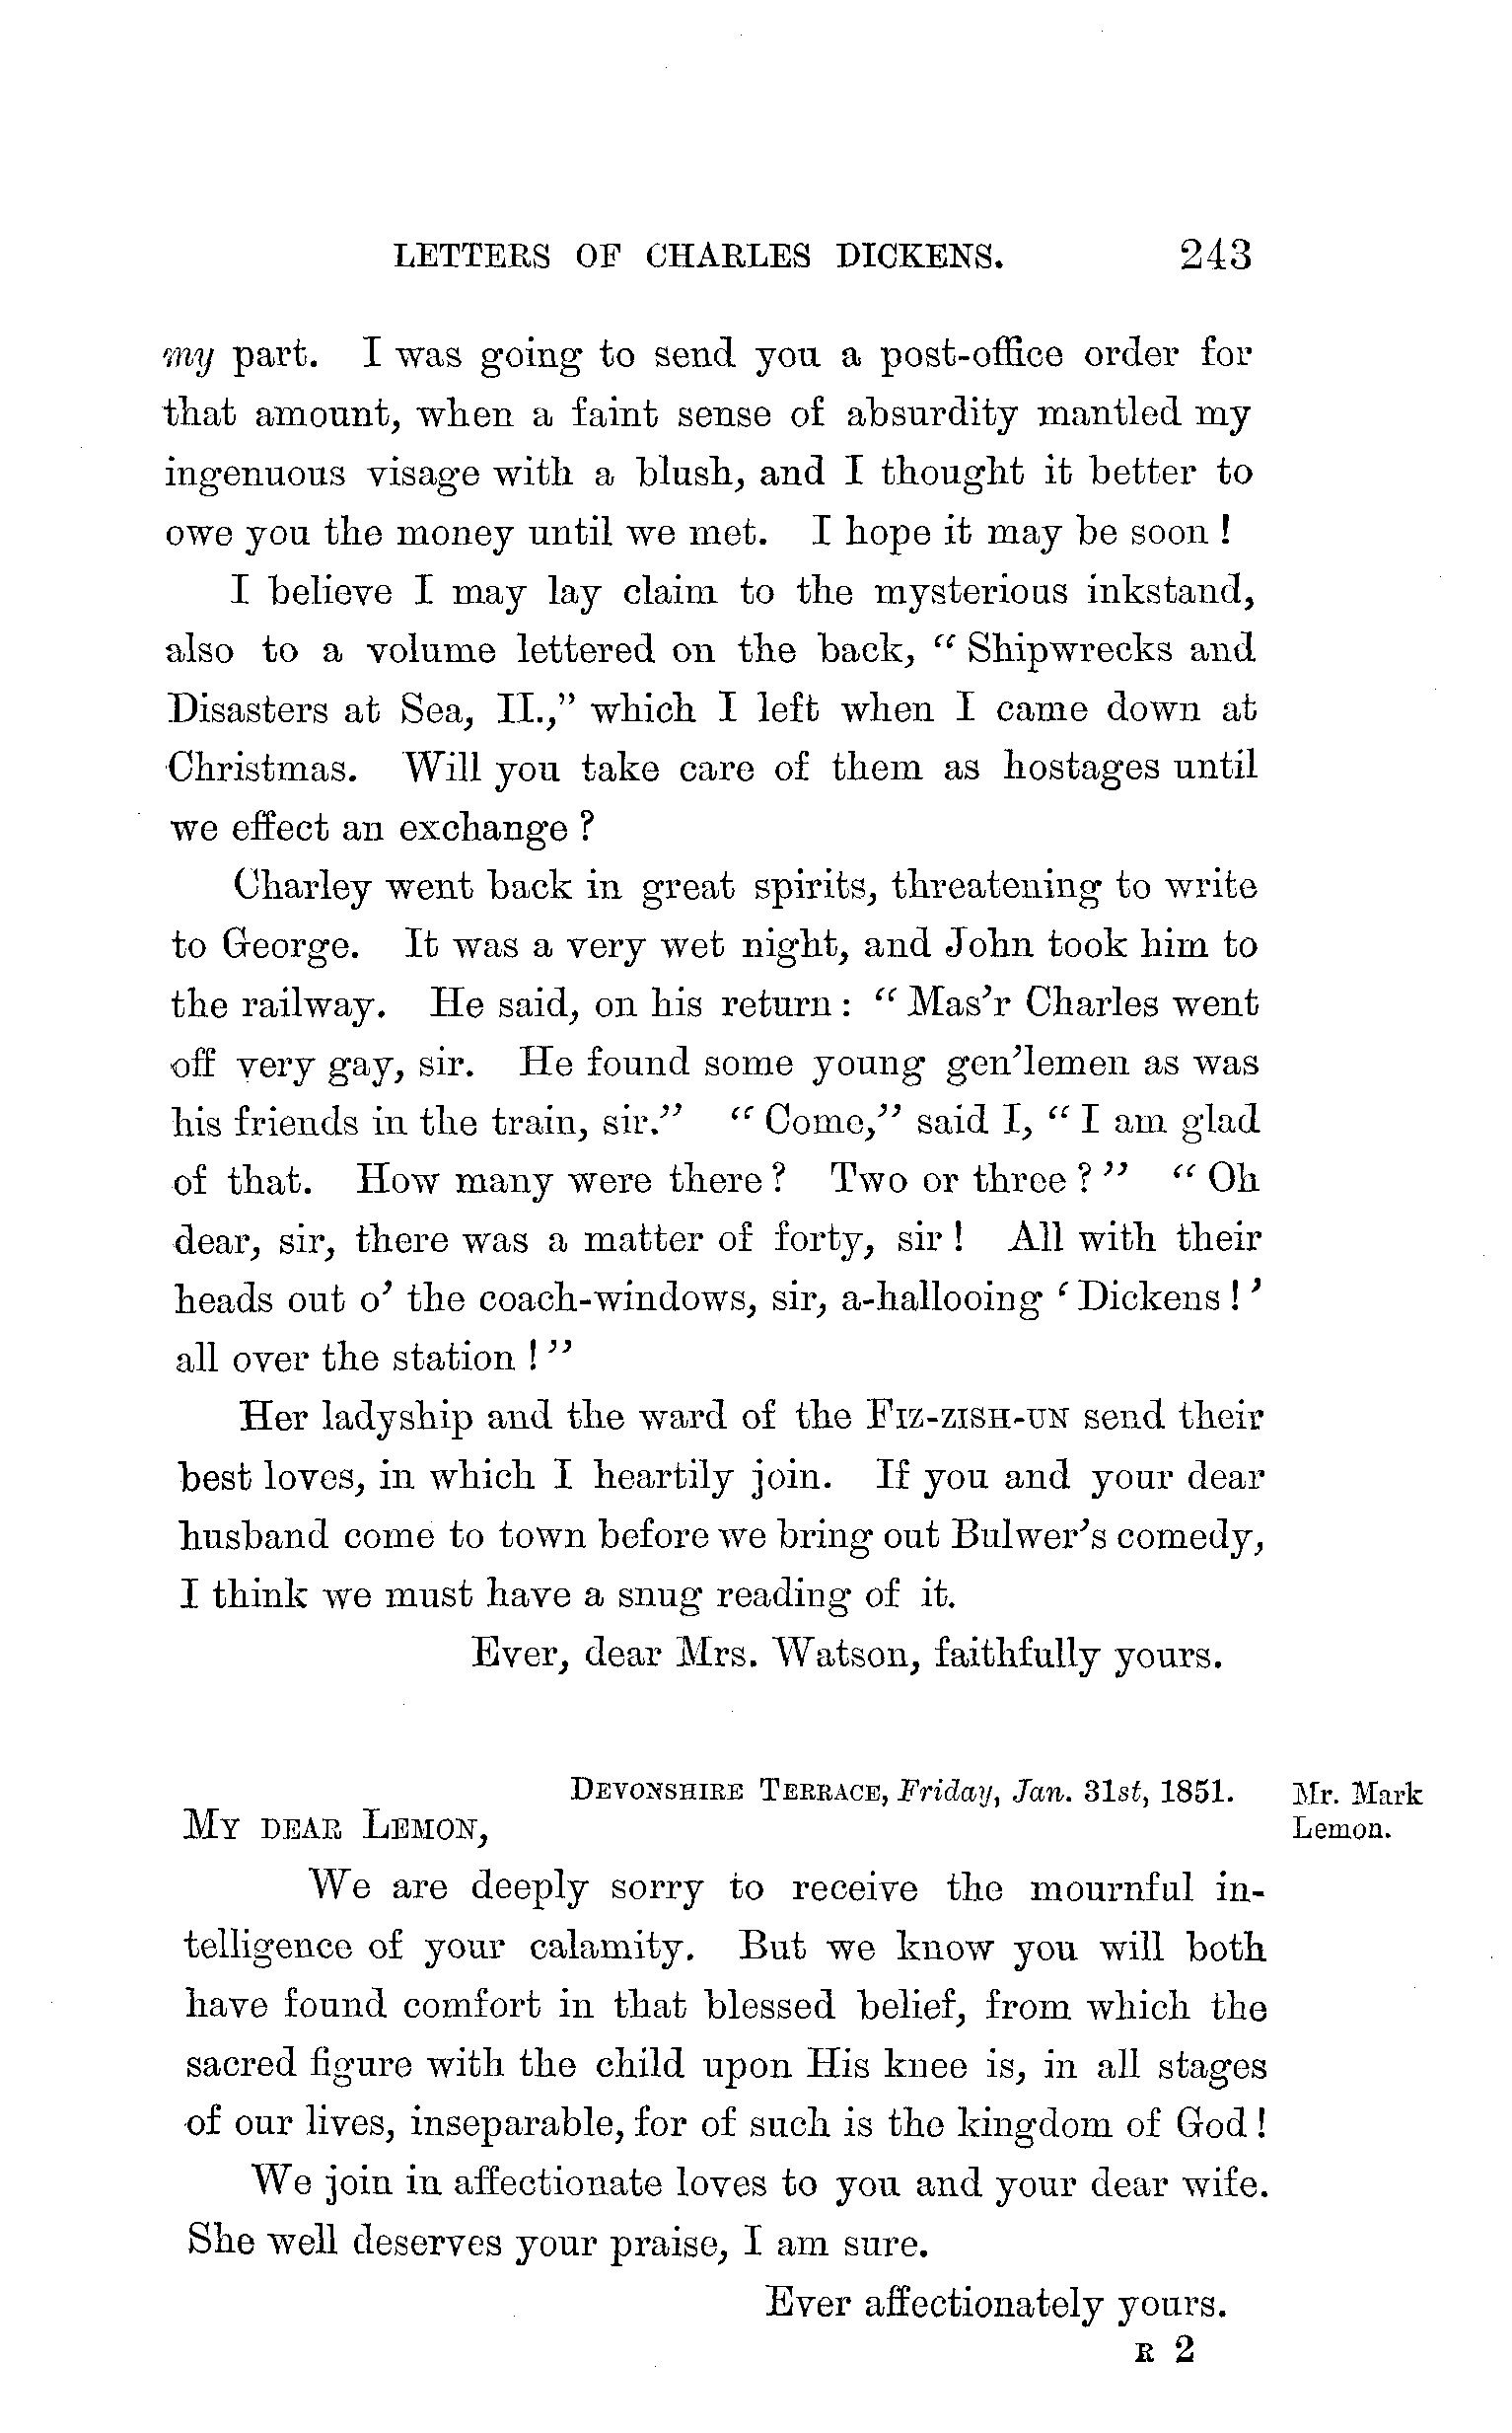 LETTERS OF CHARLES DICKENS. 243
my part. I was going to send you a post-office order for
that amount, when a faint sense of absurdity mantled my
ingenuous visage with a blush, and I thought it better to
owe you the money until we met. I hope it may be soon !
I believe I may lay claim to the mysterious inkstand,
also to a volume lettered on the back, “ Shipwrecks and
Disasters at Sea, II.,” which I left when I came down at
Christmas. Will you take care of them as hostages until
we effect an exchange ?
Charley went back in great spirits, threatening to write
to George. It was a very wet night, and John took him to
the railway. He said, on his return : “ Mas’r Charles went
off very gay, sir. He found some young gen’lemen as was
his friends in the train, sir.” “ Come,” said I, “ I am glad
of that. How many were there ? Two or three ? ” “ Oh
dear, sir, there was a matter of forty, sir ! All with their
heads out o’ the coach-windows, sir, a-hallooing ‘ Dickens ! ’
all over the station ! ”
Her ladyship and the ward of the FIZ-ZISH-UN send their
best loves, in which I heartily join. If you and your dear
husband come to town before we bring out Bulwer’s comedy,
I think we must have a snug reading of it.
Ever, dear Mrs. Watson, faithfully yours.
DEVONSHIRE TERRACE, Friday, Jan. 31st, 1851.
Mr. Mark
Lemon.
MY DEAR LEMON,
We are deeply sorry to receive the mournful in-
telligence of your calamity. But we know you will both
have found comfort in that blessed belief, from which the
sacred figure with the child upon His knee is, in all stages
of our lives, inseparable, for of such is the kingdom of God !
We join in affectionate loves to you and your dear wife.
She well deserves your praise, I am sure.
Ever affectionately yours.
R 2